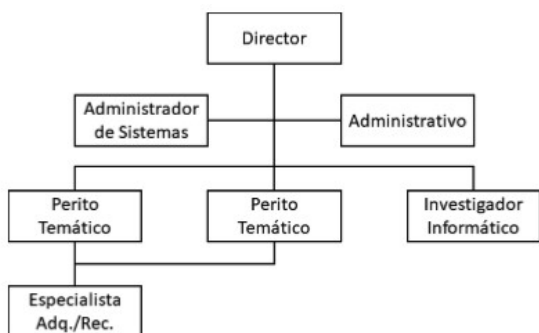 Director
Administrador
de Sistemas
Administrativo
Perito
Temático
Perito
Temático
Investigador
Informático
Especialista
Adq./Rec.